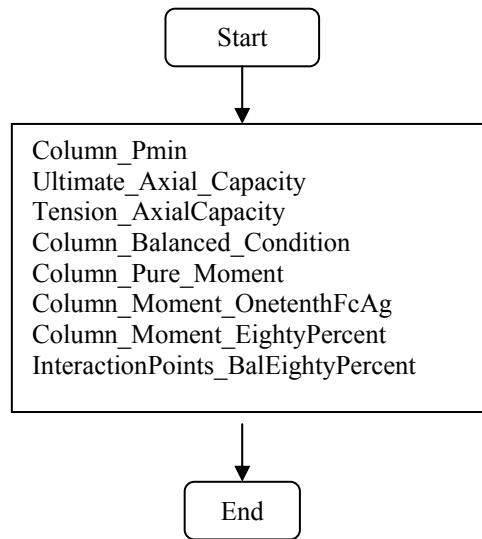 Start
Column_Pmin
Ultimate_Axial_Capacity
Tension_AxialCapacity
Column_Balanced_Condition
Column_Pure_Moment
Column_Moment_OnetenthFcAg
Column_Moment_EightyPercent
InteractionPoints_BalEightyPercent
End